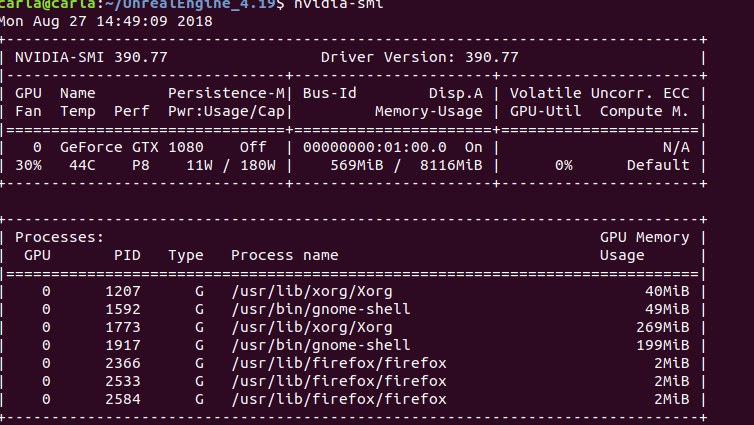 carla@carla:~/UnrealEngine_4.19$ nvidia-smi
Mon Aug 27 14:49:09 2018
+-----------------------------------------------------------------------------+
| NVIDIA-SMI 390.77                 Driver Version: 390.77                    |
|-------------------------------+----------------------+----------------------+
| GPU  Name        Persistence-M| Bus-Id        Disp.A | Volatile Uncorr. ECC |
| Fan  Temp  Perf  Pwr:Usage/Cap|         Memory-Usage | GPU-Util  Compute M. |
|===============================+======================+======================|
|   0  GeForce GTX 1080    Off  | 00000000:01:00.0  On |                  N/A |
| 30%   44C    P8    11W / 180W |    569MiB /  8116MiB |      0%      Default |
+-------------------------------+----------------------+----------------------+

+-----------------------------------------------------------------------------+
| Processes:                                                       GPU Memory |
|  GPU       PID   Type   Process name                             Usage      |
|=============================================================================|
|    0      1207      G   /usr/lib/xorg/Xorg                            40MiB |
|    0      1592      G   /usr/bin/gnome-shell                          49MiB |
|    0      1773      G   /usr/lib/xorg/Xorg                           269MiB |
|    0      1917      G   /usr/bin/gnome-shell                         199MiB |
|    0      2366      G   /usr/lib/firefox/firefox                       2MiB |
|    0      2533      G   /usr/lib/firefox/firefox                       2MiB |
|    0      2584      G   /usr/lib/firefox/firefox                       2MiB |
+-----------------------------------------------------------------------------+